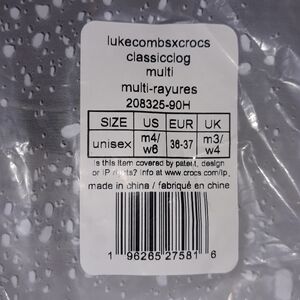 lukecombsxcrocs
classicclog
multi
multi-rayures
208325-90H
SIZE US EUR UK
unisex m4/w6 36-37 m3/w4
Is this item covered by patent, design
or IP rights? Info at www.crocs.com/ip
made in china / fabriqué en chine
1 96265 27581 6